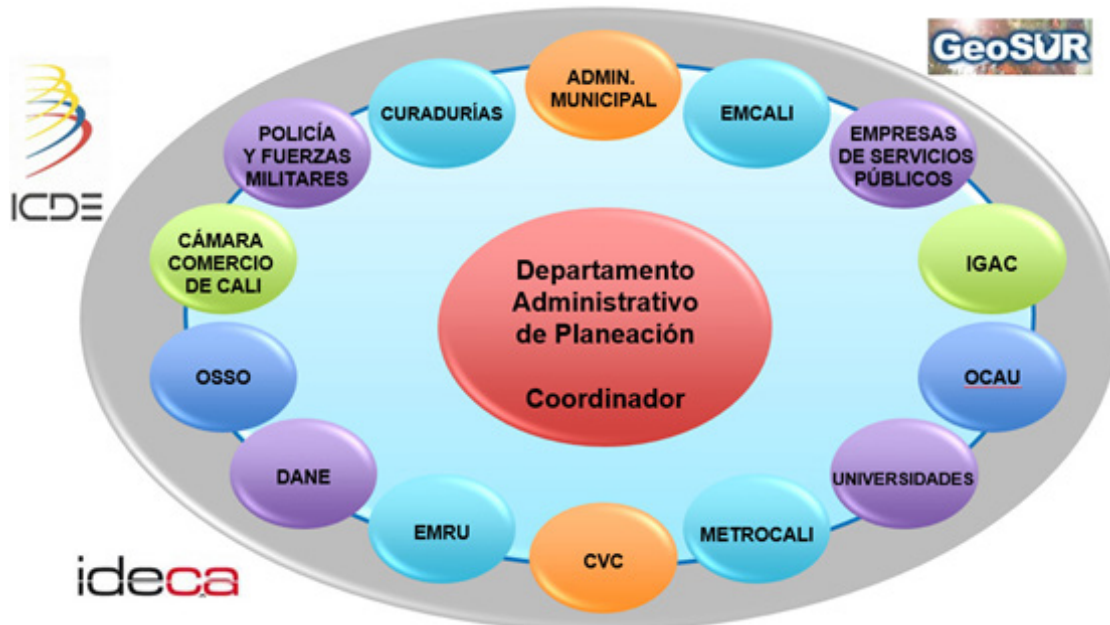 GeoSUR
ICDE
ADMIN.
MUNICIPAL
CURADURÍAS
EMCALI
POLICÍA
Y FUERZAS
MILITARES
EMPRESAS
DE SERVICIOS
PÚBLICOS
CÁMARA
COMERCIO
DE CALI
IGAC
Departamento
Administrativo
de Planeación
Coordinador
OSSO
OCAU
DANE
UNIVERSIDADES
EMRU
METROCALI
CVC
ideca